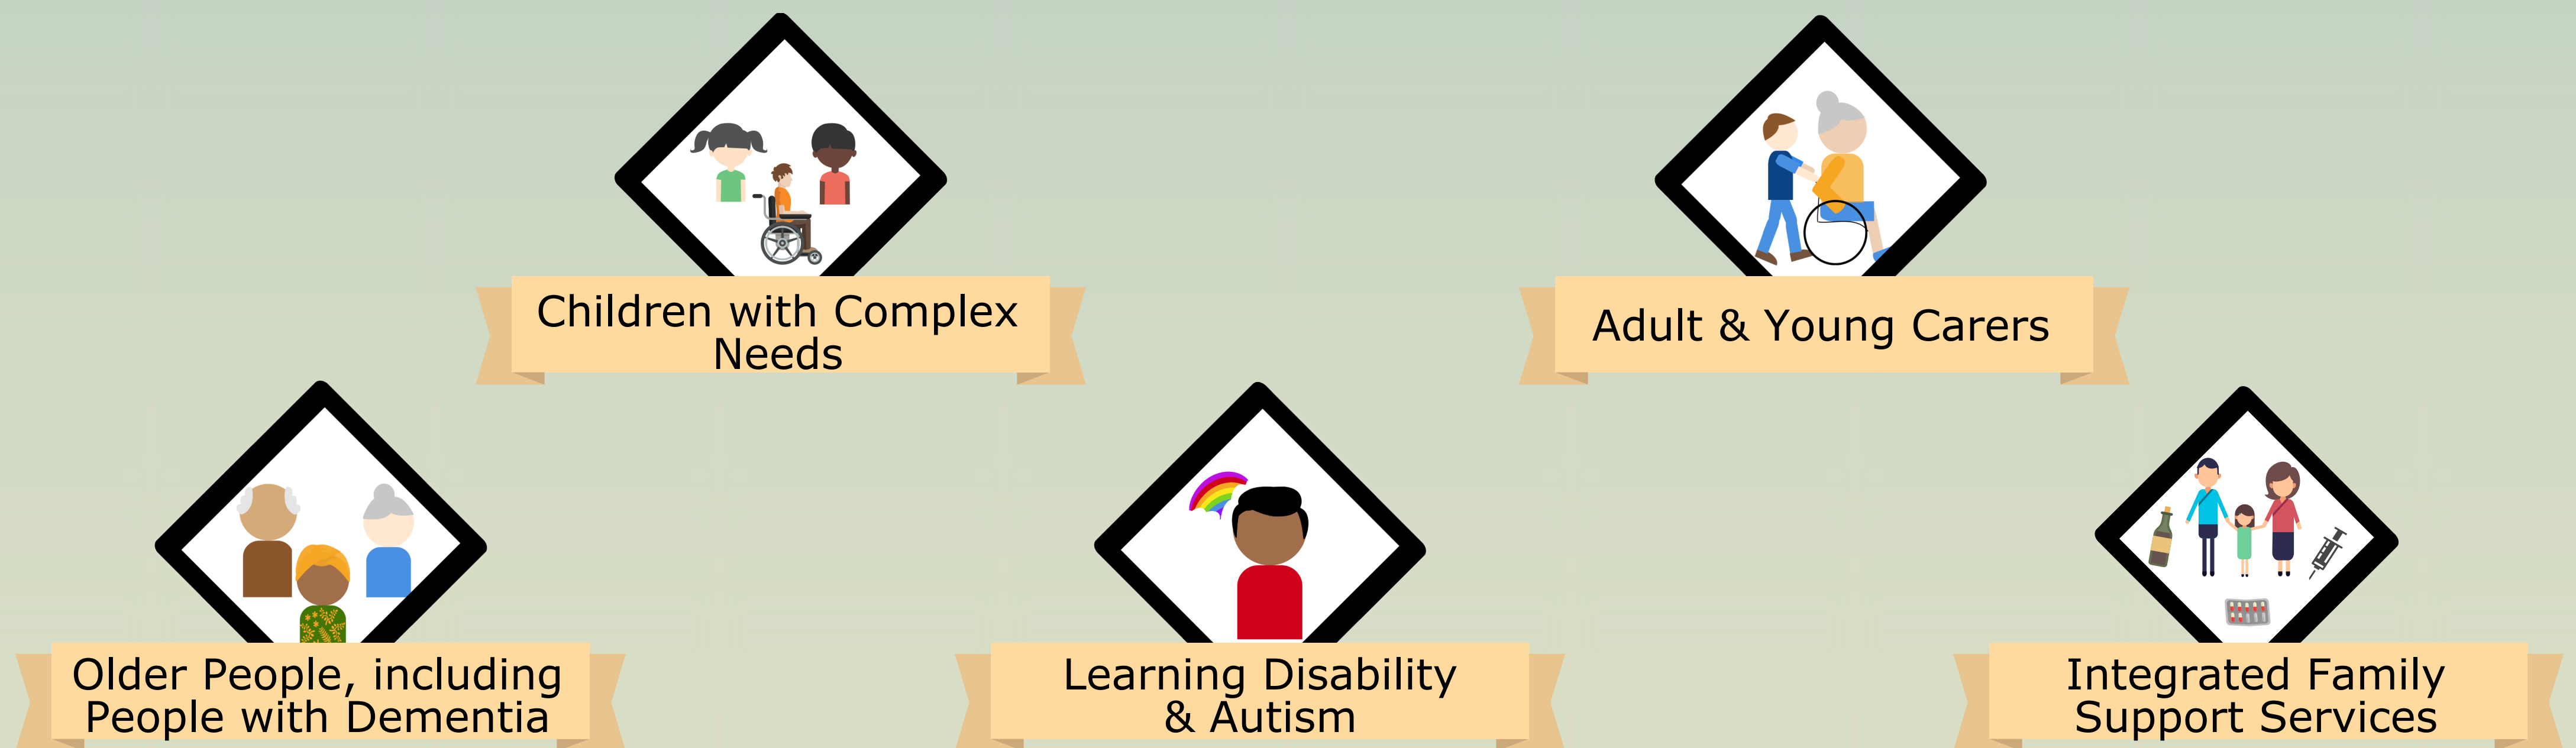 Children with Complex
Needs
Adult & Young Carers
Older People, including
People with Dementia
Learning Disability
& Autism
Integrated Family
Support Services